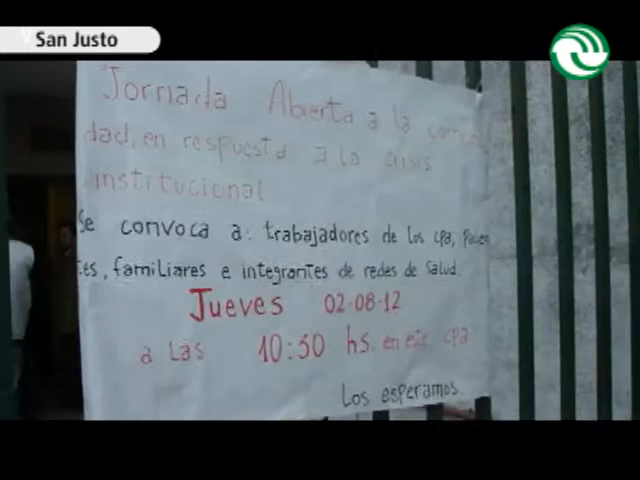 San Justo
Jornada Abierta a la comuni
dad, en respuesta a la crisis
institucional
Se convoca a: trabajadores de los cpa, pacien
tes, familiares e integrantes de redes de salud.
Jueves 02-08-12
a las 10:30 hs. en este cpa
Los esperamos.